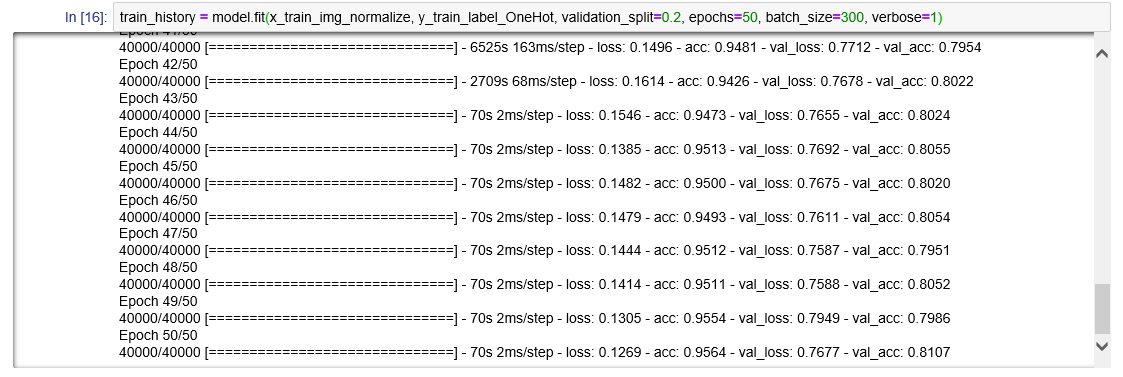 In [16]: train_history = model.fit(x_train_img_normalize, y_train_label_OneHot, validation_split=0.2, epochs=50, batch_size=300, verbose=1)
40000/40000 [==============================] - 6525s 163ms/step - loss: 0.1496 - acc: 0.9481 - val_loss: 0.7712 - val_acc: 0.7954
Epoch 42/50
40000/40000 [==============================] - 2709s 68ms/step - loss: 0.1614 - acc: 0.9426 - val_loss: 0.7678 - val_acc: 0.8022
Epoch 43/50
40000/40000 [==============================] - 70s 2ms/step - loss: 0.1546 - acc: 0.9473 - val_loss: 0.7655 - val_acc: 0.8024
Epoch 44/50
40000/40000 [==============================] - 70s 2ms/step - loss: 0.1385 - acc: 0.9513 - val_loss: 0.7692 - val_acc: 0.8055
Epoch 45/50
40000/40000 [==============================] - 70s 2ms/step - loss: 0.1482 - acc: 0.9500 - val_loss: 0.7675 - val_acc: 0.8020
Epoch 46/50
40000/40000 [==============================] - 70s 2ms/step - loss: 0.1479 - acc: 0.9493 - val_loss: 0.7611 - val_acc: 0.8054
Epoch 47/50
40000/40000 [==============================] - 70s 2ms/step - loss: 0.1444 - acc: 0.9512 - val_loss: 0.7587 - val_acc: 0.7951
Epoch 48/50
40000/40000 [==============================] - 70s 2ms/step - loss: 0.1414 - acc: 0.9511 - val_loss: 0.7588 - val_acc: 0.8052
Epoch 49/50
40000/40000 [==============================] - 70s 2ms/step - loss: 0.1305 - acc: 0.9554 - val_loss: 0.7949 - val_acc: 0.7986
Epoch 50/50
40000/40000 [==============================] - 70s 2ms/step - loss: 0.1269 - acc: 0.9564 - val_loss: 0.7677 - val_acc: 0.8107